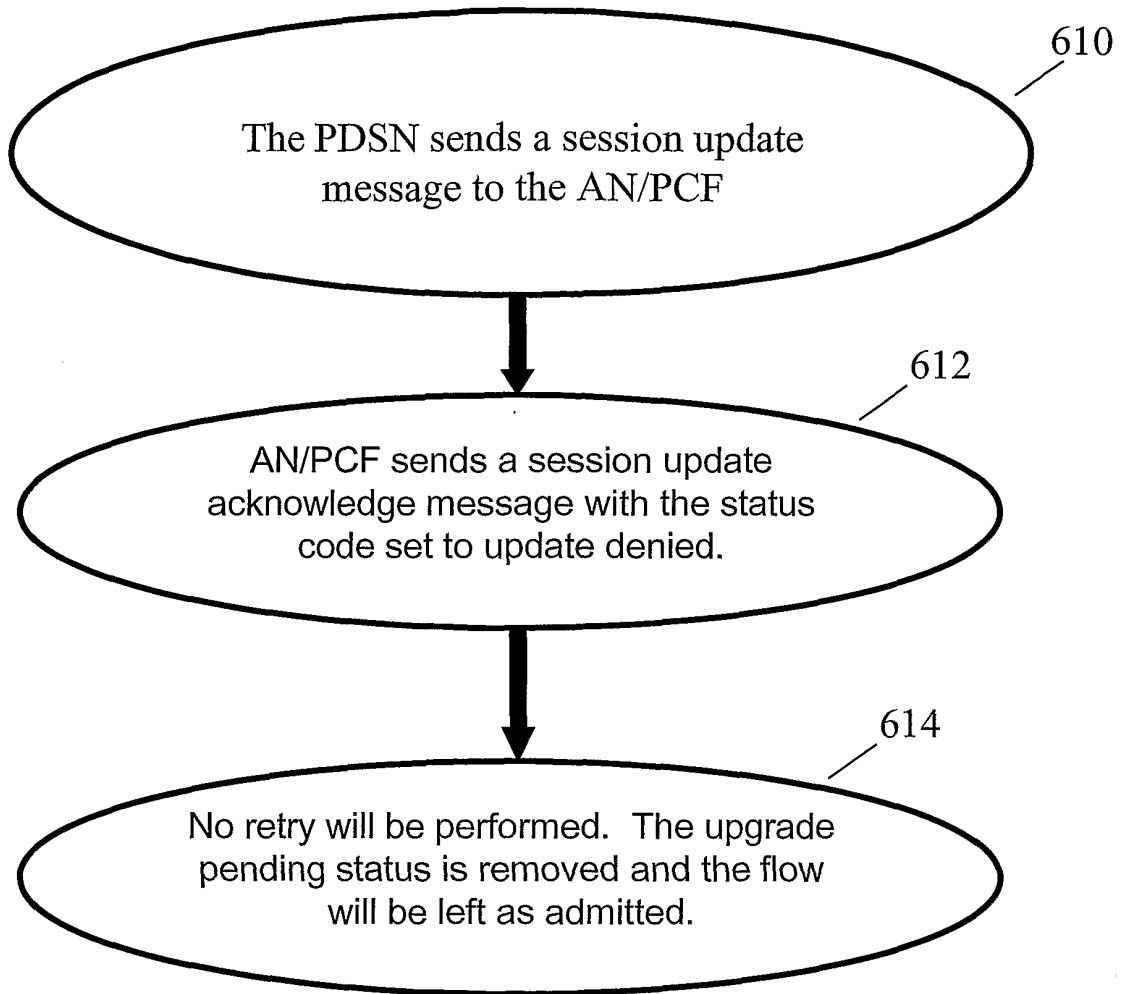 610
The PDSN sends a session update
message to the AN/PCF
612
AN/PCF sends a session update
acknowledge message with the status
code set to update denied.
614
No retry will be performed.  The upgrade
pending status is removed and the flow
will be left as admitted.